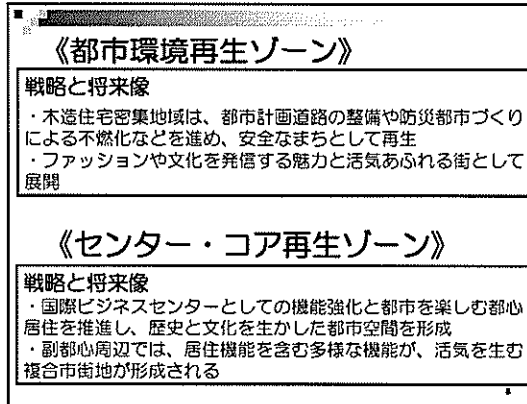 《都市環境再生ゾーン》
戦略と将来像
・木造住宅密集地域は、都市計画道路の整備や防災都市づくり
による不燃化などを進め、安全なまちとして再生
・ファッションや文化を発信する魅力と活気あふれる街として
展開
《センター・コア再生ゾーン》
戦略と将来像
・国際ビジネスセンターとしての機能強化と都市を楽しむ都心
居住を推進し、歴史と文化を生かした都市空間を形成
・副都心周辺では、居住機能を含む多様な機能が、活気を生む
複合市街地が形成される